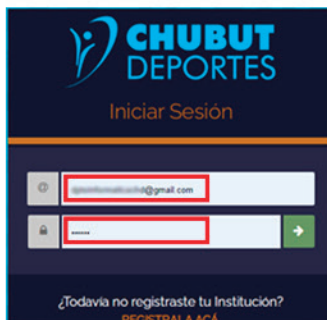 CHUBUT
DEPORTES
Iniciar Sesión
@
@gmail.com
¿Todavía no registraste tu Institución?
REGISTRALA ACÁ